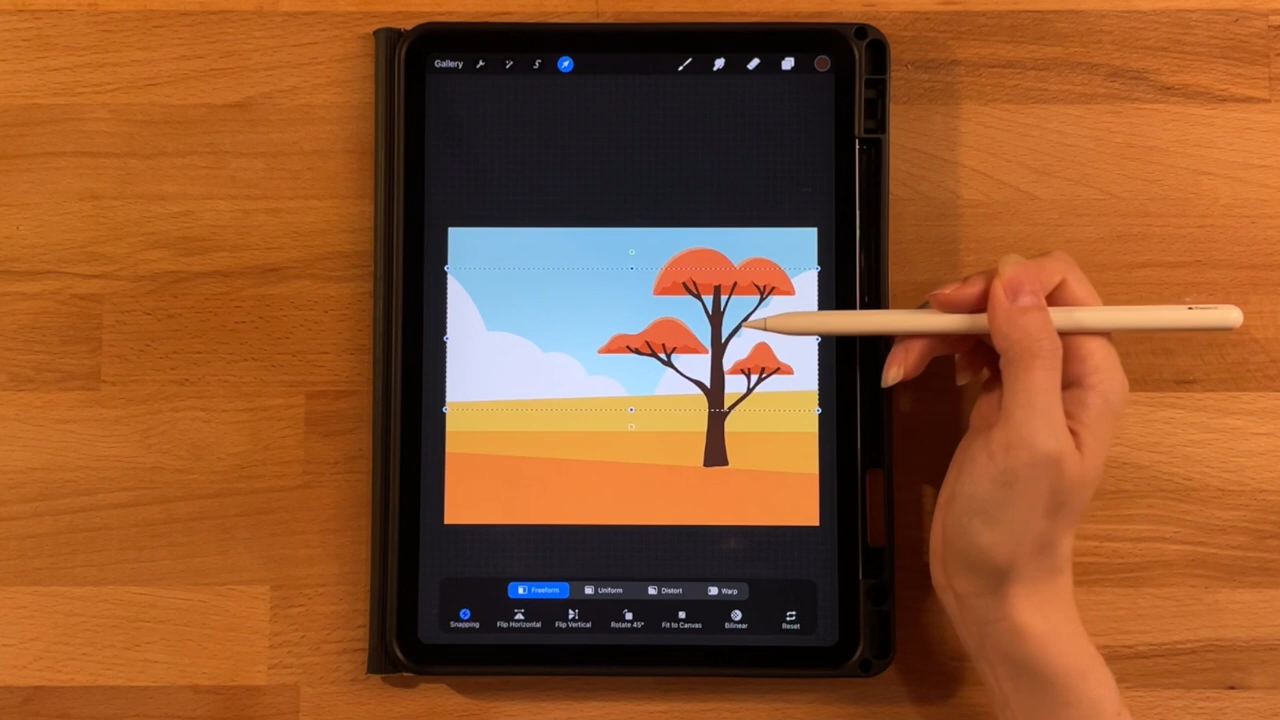 Gallery
Freeform Uniform Distort Warp
Snapping Flip Horizontal Flip Vertical Rotate 45° Fit to Canvas Bilinear Reset